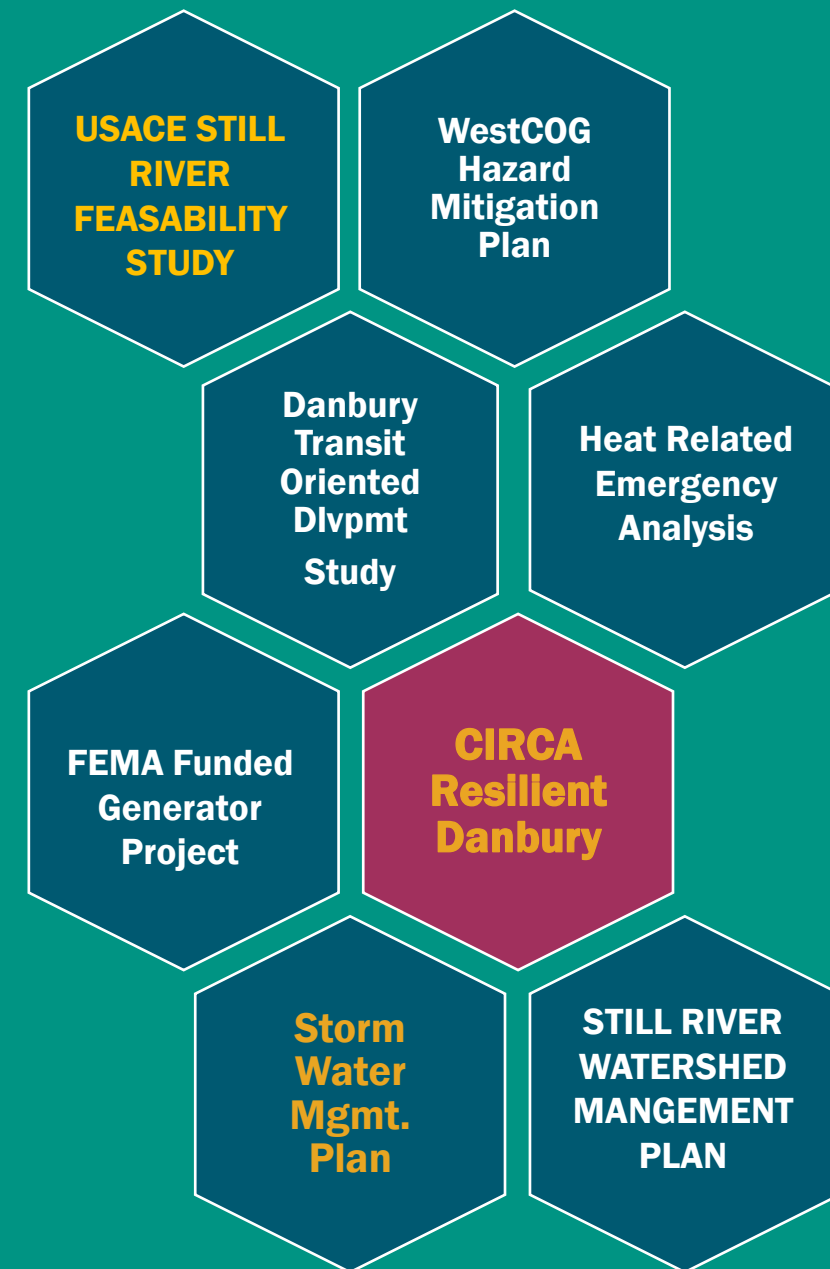 USACE STILL
RIVER
FEASABILITY
STUDY
WestCOG
Hazard
Mitigation
Plan
Danbury
Transit
Oriented
Dlvpmt
Study
Heat Related
Emergency
Analysis
FEMA Funded
Generator
Project
CIRCA
Resilient
Danbury
Storm
Water
Mgmt.
Plan
STILL RIVER
WATERSHED
MANGEMENT
PLAN